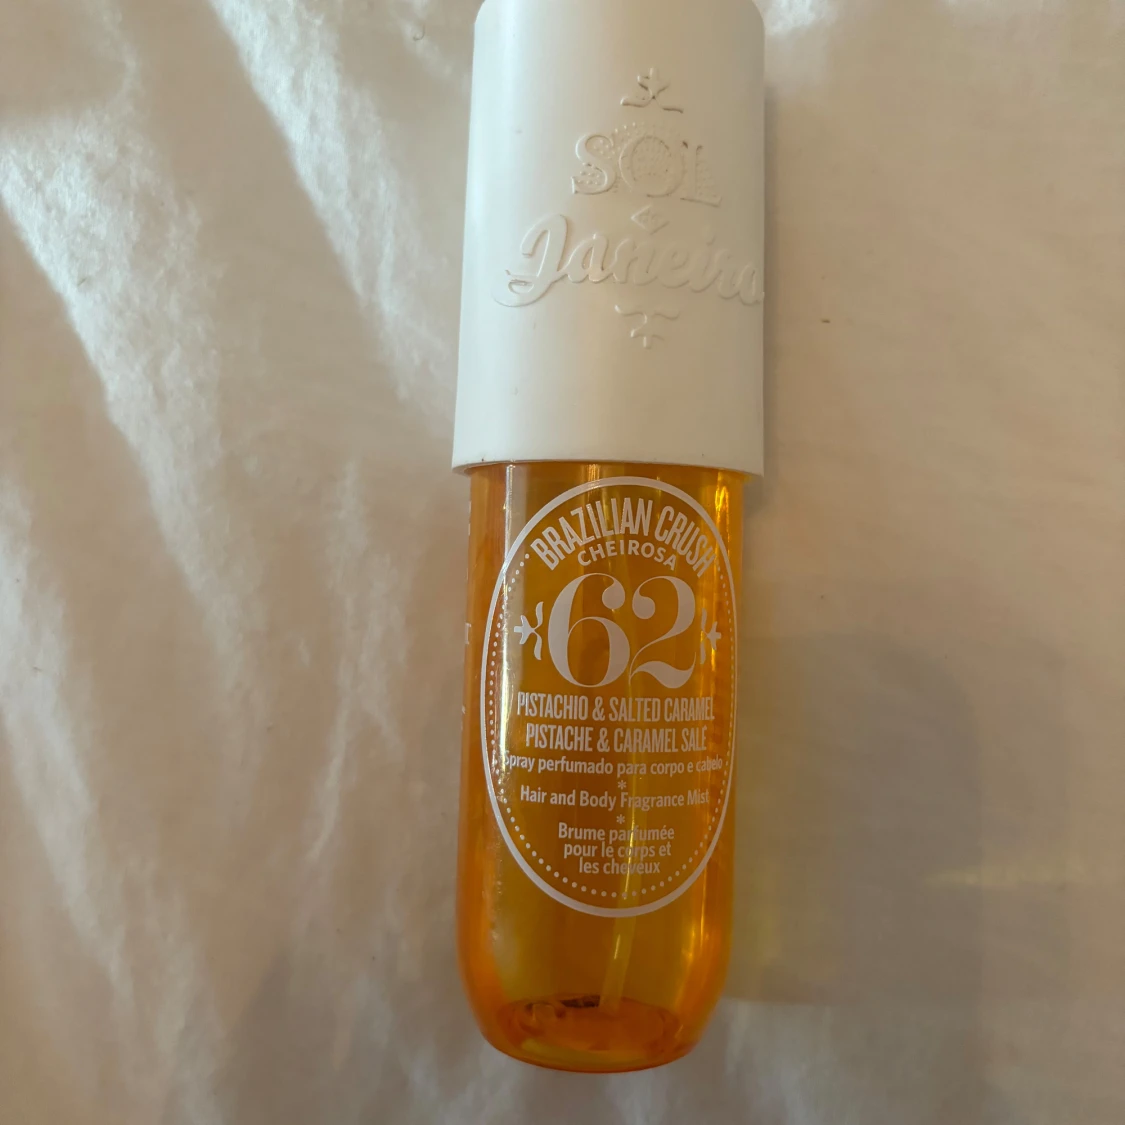 SOL
de
Janeiro
BRAZILIAN CRUSH
CHEIROSA
62
PISTACHIO & SALTED CARAMEL
PISTACHE & CARAMEL SALÉ
Spray perfumado para corpo e cabelo
*
Hair and Body Fragrance Mist
*
Brume parfumée
pour le corps et
les cheveux